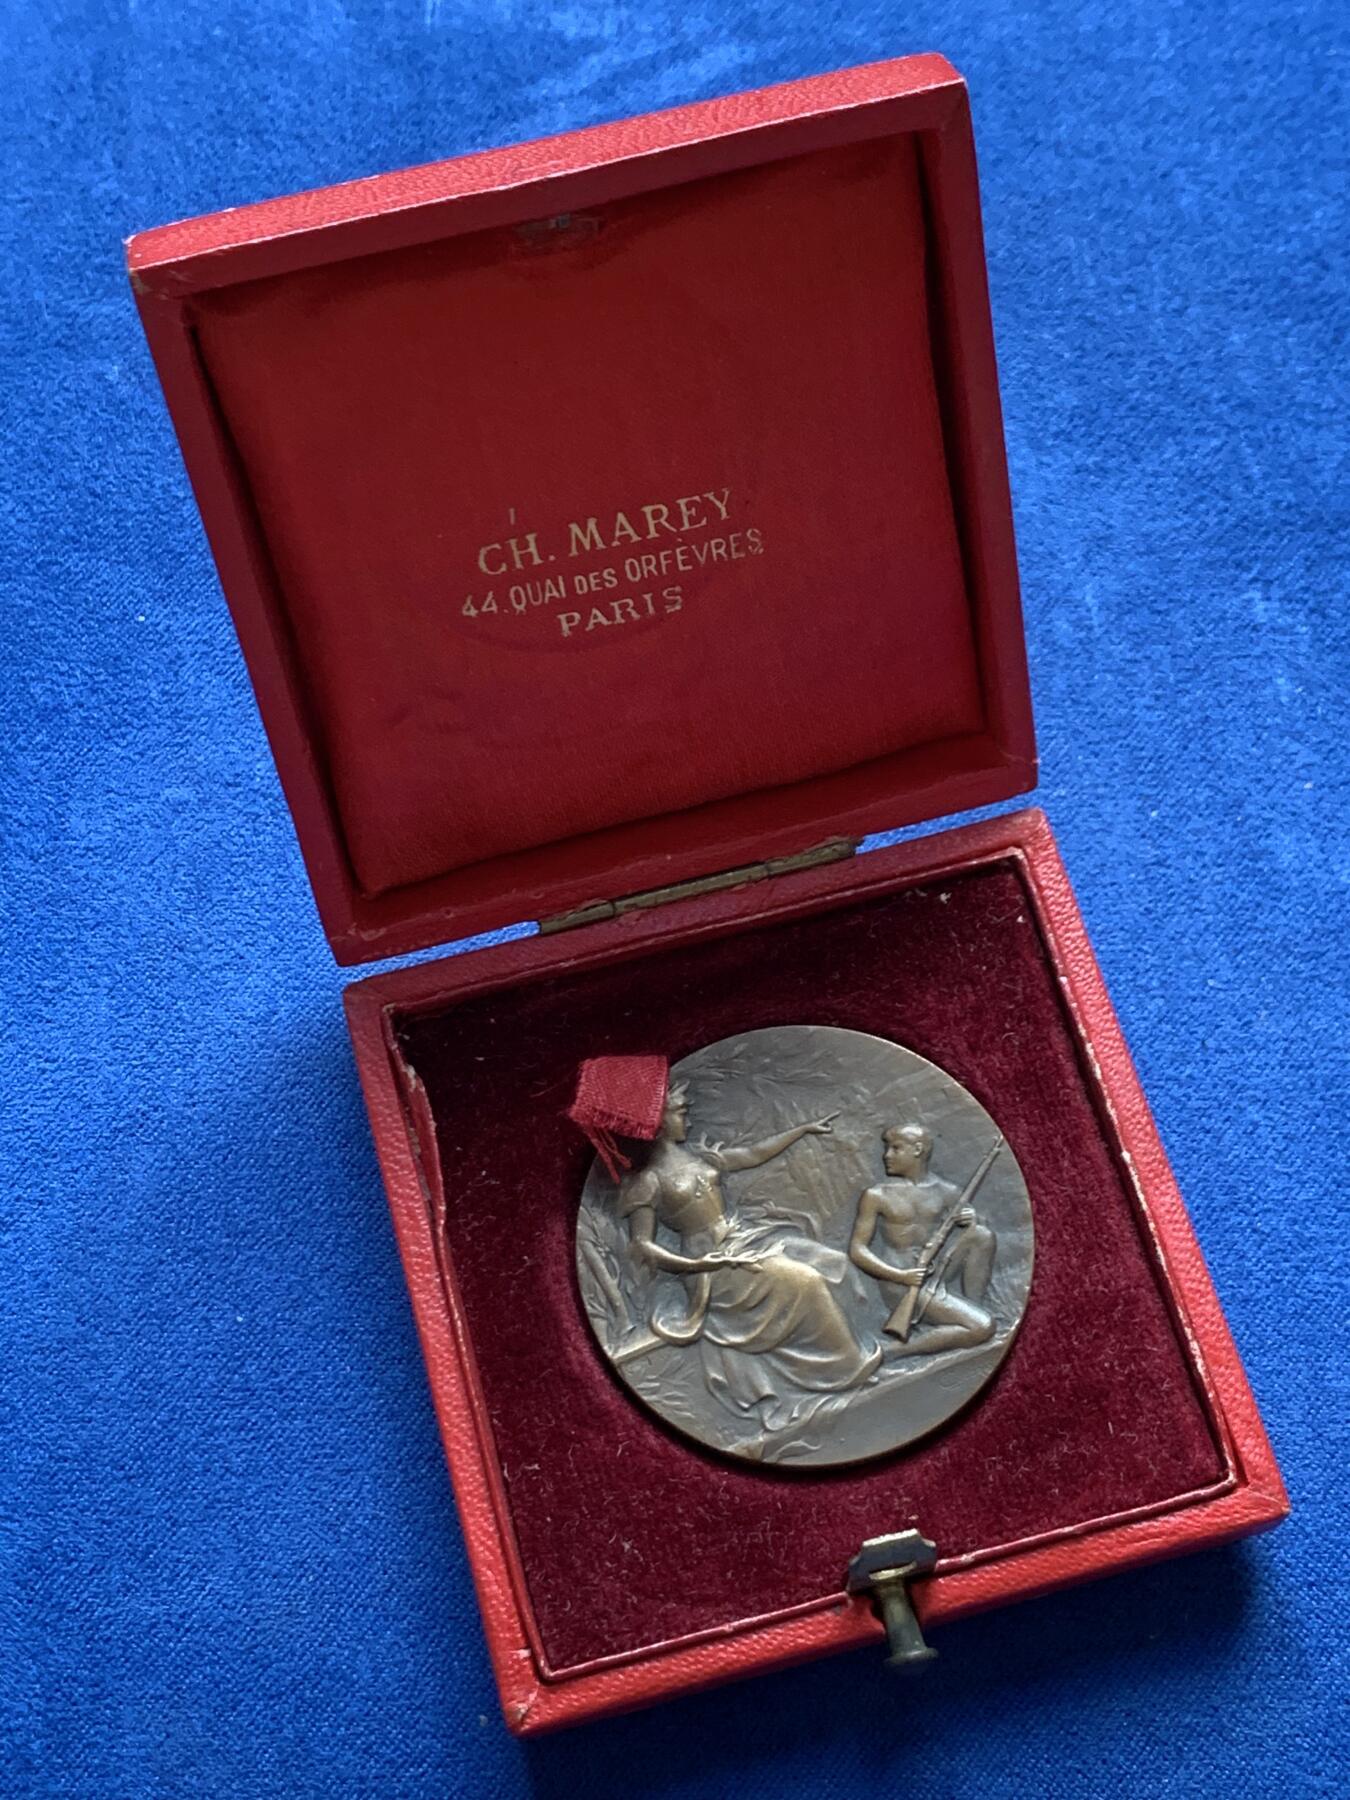 CH. MAREY
44. QUAI DES ORFÈVRES
PARIS